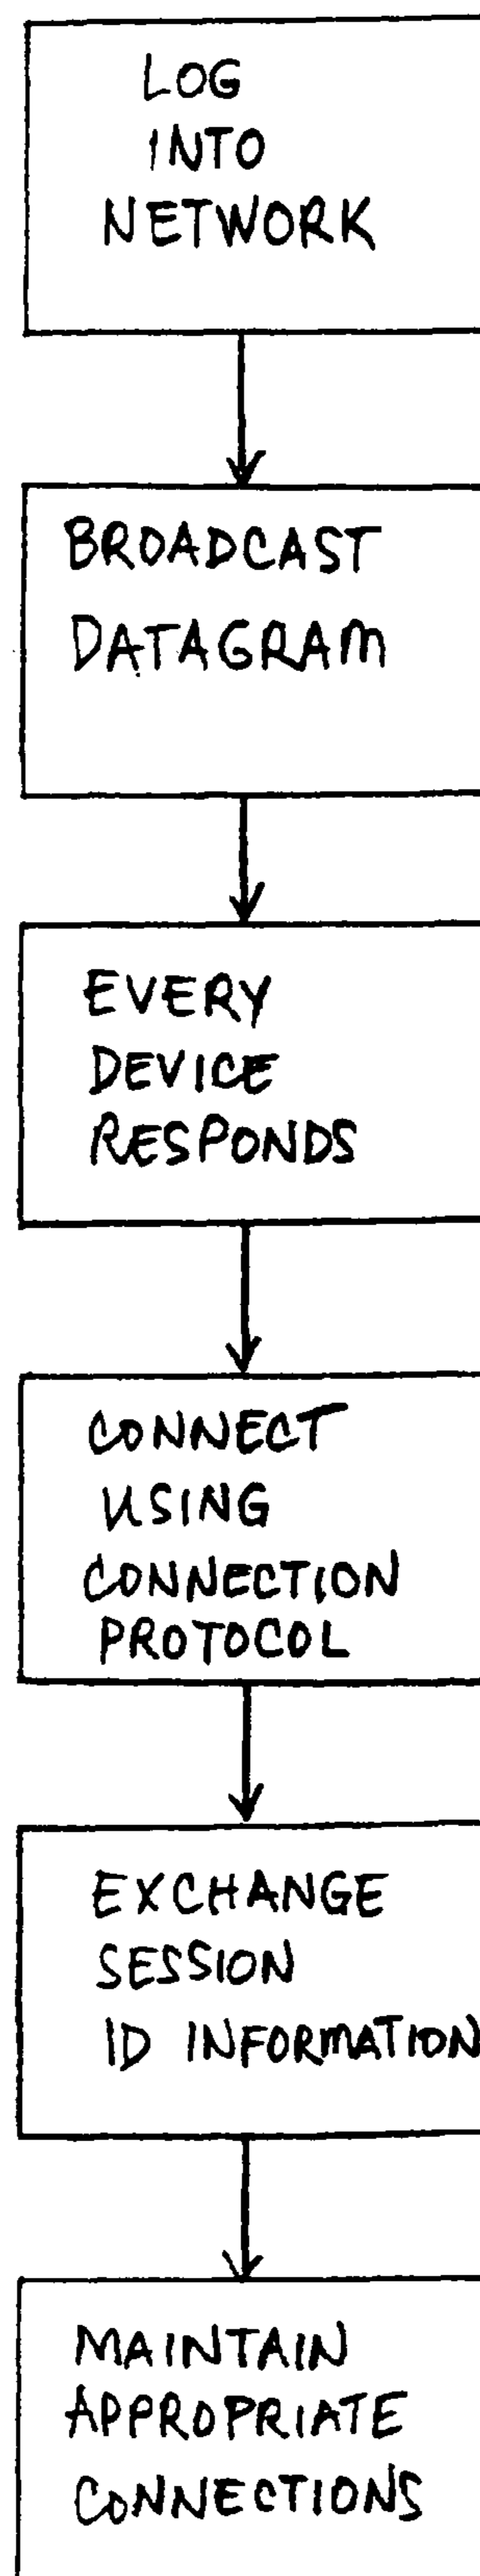 LOG
INTO
NETWORK
BROADCAST
DATAGRAM
EVERY
DEVICE
RESPONDS
CONNECT
USING
CONNECTION
PROTOCOL
EXCHANGE
SESSION
ID INFORMATION
MAINTAIN
APPROPRIATE
CONNECTIONS